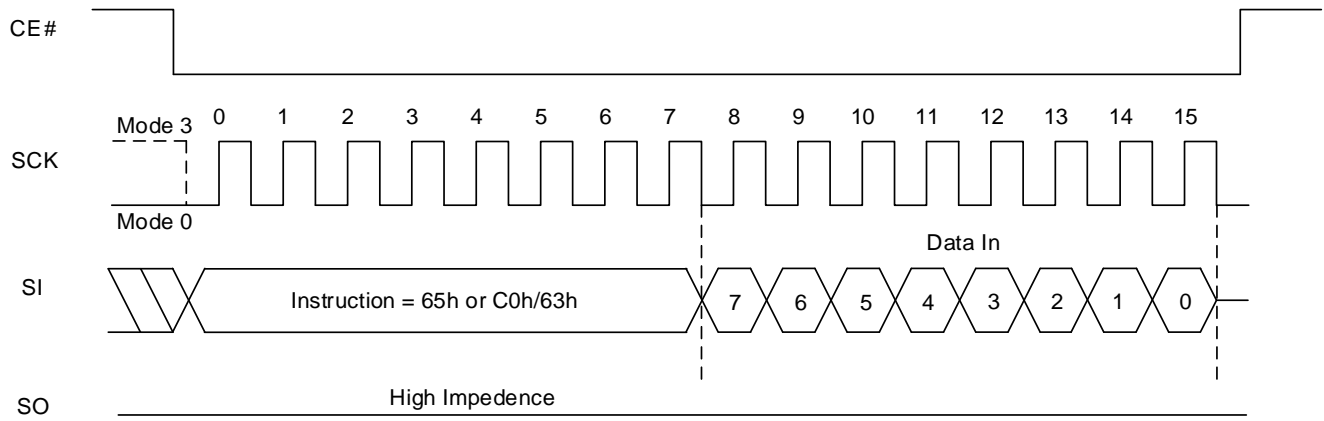 CE#
Mode 3 0 1 2 3 4 5 6 7 8 9 10 11 12 13 14 15
SCK
Mode 0
Data In
SI Instruction = 65h or C0h/63h 7 6 5 4 3 2 1 0
High Impedence
SO